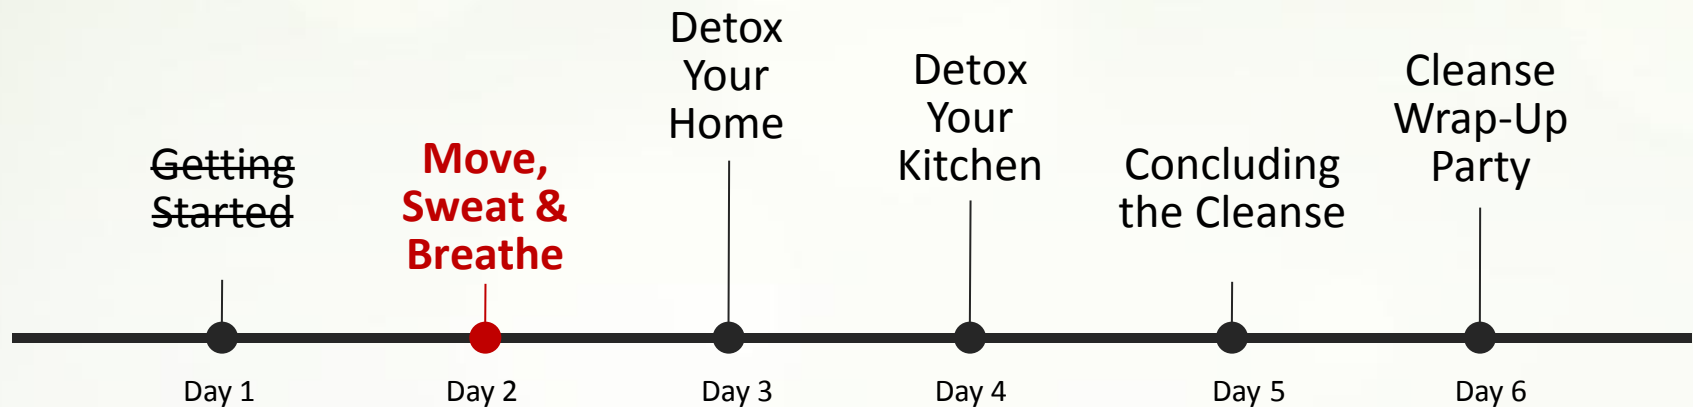 Getting
Started
Move,
Sweat &
Breathe
Detox
Your
Home
Detox
Your
Kitchen
Concluding
the Cleanse
Cleanse
Wrap-Up
Party
Day 1
Day 2
Day 3
Day 4
Day 5
Day 6